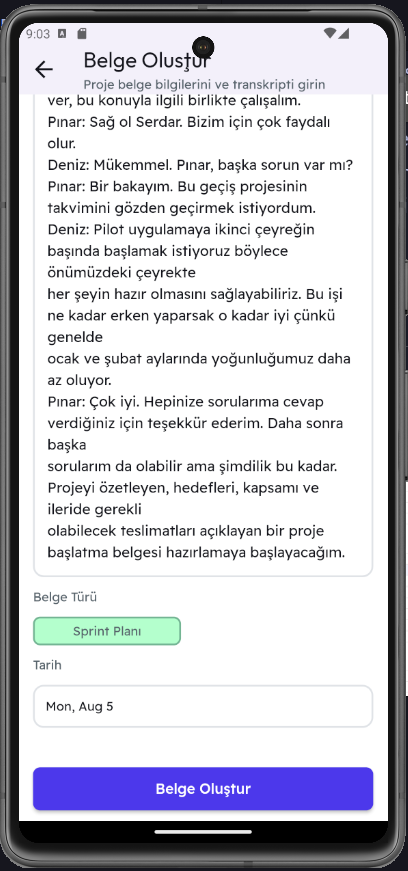 9:03
Belge Oluştur
Proje belge bilgilerini ve transkripti girin
ver, bu konuyla ilgili birlikte çalışalım.
Pınar: Sağ ol Serdar. Bizim için çok faydalı
olur.
Deniz: Mükemmel. Pınar, başka sorun var mı?
Pınar: Bir bakayım. Bu geçiş projesinin
takvimini gözden geçirmek istiyordum.
Deniz: Pilot uygulamaya ikinci çeyreğin
başında başlamak istiyoruz böylece
önümüzdeki çeyrekte
her şeyin hazır olmasını sağlayabiliriz. Bu işi
ne kadar erken yaparsak o kadar iyi çünkü
genelde
ocak ve şubat aylarında yoğunluğumuz daha
az oluyor.
Pınar: Çok iyi. Hepinize sorularıma cevap
verdiğiniz için teşekkür ederim. Daha sonra
başka
sorularım da olabilir ama şimdilik bu kadar.
Projeyi özetleyen, hedefleri, kapsamı ve
ileride gerekli
olabilecek teslimatları açıklayan bir proje
başlatma belgesi hazırlamaya başlayacağım.
Belge Türü
Sprint Planı
Tarih
Mon, Aug 5
Belge Oluştur